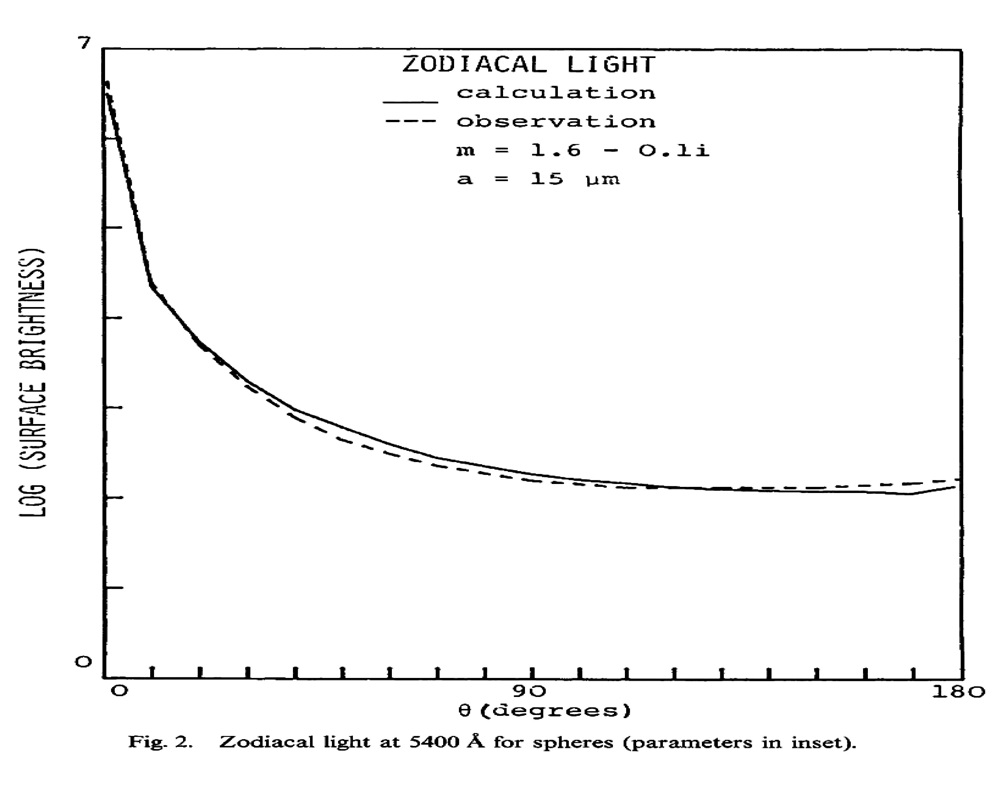 7
ZODIACAL LIGHT
calculation
observation
m = 1.6 - 0.1i
a = 15 µm
LOG (SURFACE BRIGHTNESS)
0
0 90 180
θ (degrees)
Fig. 2. Zodiacal light at 5400 Å for spheres (parameters in inset).